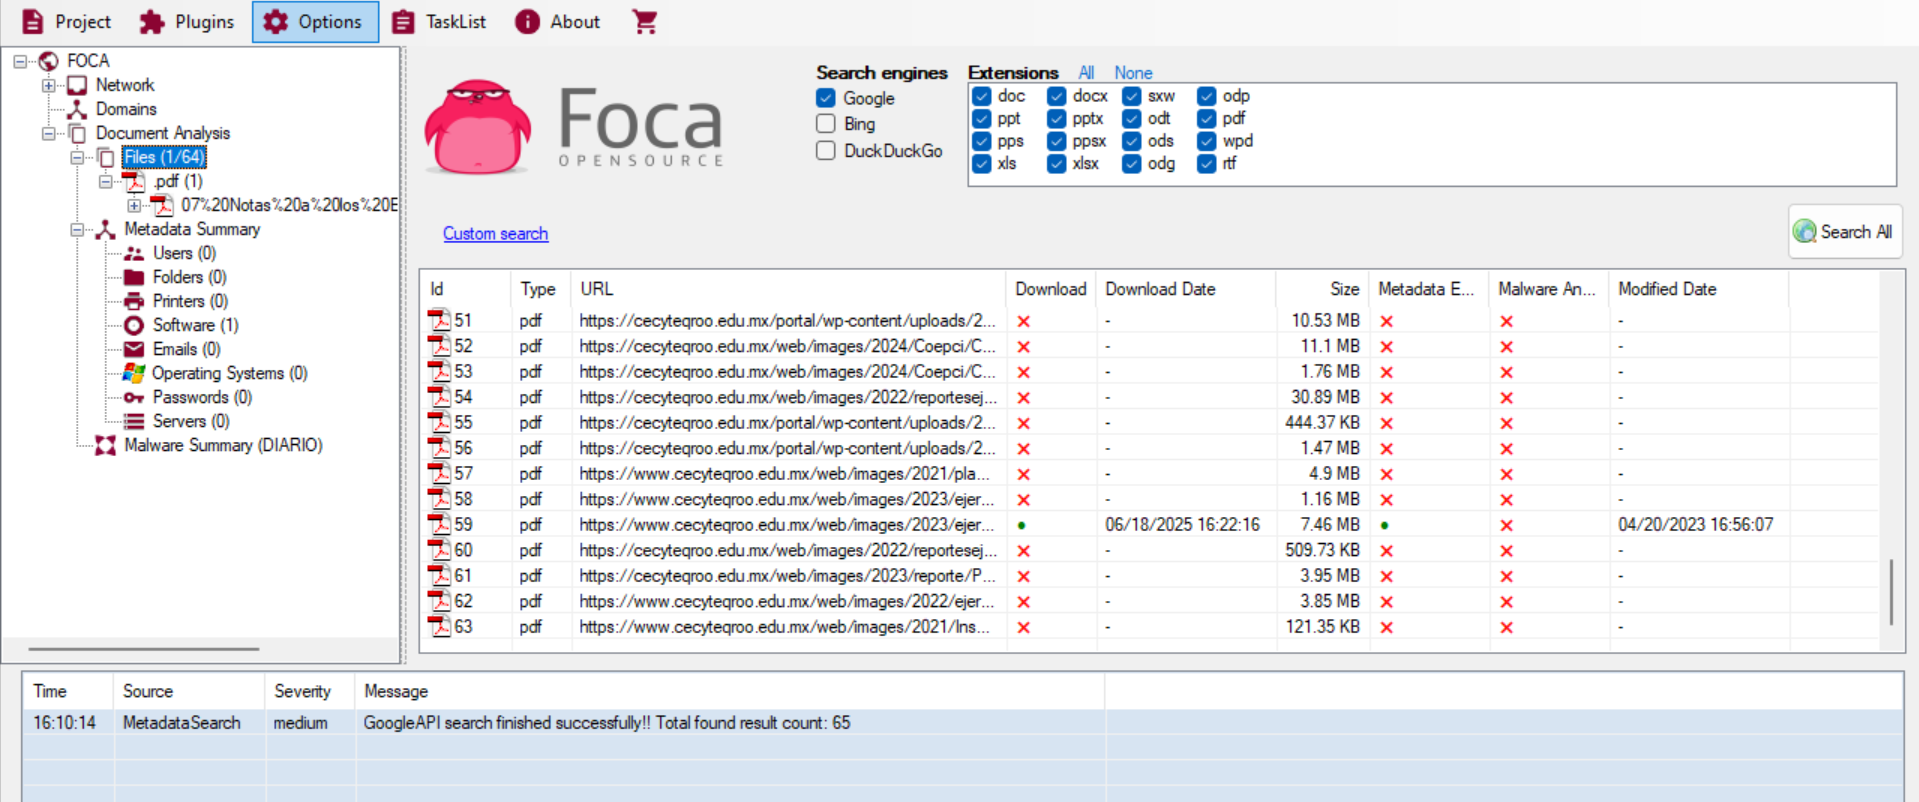 Project Plugins Options TaskList About
FOCA
Network
Domains
Document Analysis
Files (1/64)
.pdf (1)
07%20Notas%20a%20los%20E
Metadata Summary
Users (0)
Folders (0)
Printers (0)
Software (1)
Emails (0)
Operating Systems (0)
Passwords (0)
Servers (0)
Malware Summary (DIARIO)
Foca
OPENSOURCE
Search engines
Google
Bing
DuckDuckGo
Extensions All None
doc docx sxw odp
ppt pptx odt pdf
pps ppsx ods wpd
xls xlsx odg rtf
Custom search
Search All
Id Type URL Download Download Date Size Metadata E... Malware An... Modified Date
51 pdf https://cecyteqroo.edu.mx/portal/wp-content/uploads/2... - 10.53 MB -
52 pdf https://cecyteqroo.edu.mx/web/images/2024/Coepci/C... - 11.1 MB -
53 pdf https://cecyteqroo.edu.mx/web/images/2024/Coepci/C... - 1.76 MB -
54 pdf https://cecyteqroo.edu.mx/web/images/2022/reportesej... - 30.89 MB -
55 pdf https://cecyteqroo.edu.mx/portal/wp-content/uploads/2... - 444.37 KB -
56 pdf https://cecyteqroo.edu.mx/portal/wp-content/uploads/2... - 1.47 MB -
57 pdf https://www.cecyteqroo.edu.mx/web/images/2021/pla... - 4.9 MB -
58 pdf https://www.cecyteqroo.edu.mx/web/images/2023/ejer... - 1.16 MB -
59 pdf https://www.cecyteqroo.edu.mx/web/images/2023/ejer... 06/18/2025 16:22:16 7.46 MB 04/20/2023 16:56:07
60 pdf https://cecyteqroo.edu.mx/web/images/2022/reportesej... - 509.73 KB -
61 pdf https://cecyteqroo.edu.mx/web/images/2023/reporte/P... - 3.95 MB -
62 pdf https://www.cecyteqroo.edu.mx/web/images/2022/ejer... - 3.85 MB -
63 pdf https://www.cecyteqroo.edu.mx/web/images/2021/Ins... - 121.35 KB -
Time Source Severity Message
16:10:14 MetadataSearch medium GoogleAPI search finished successfully!! Total found result count: 65